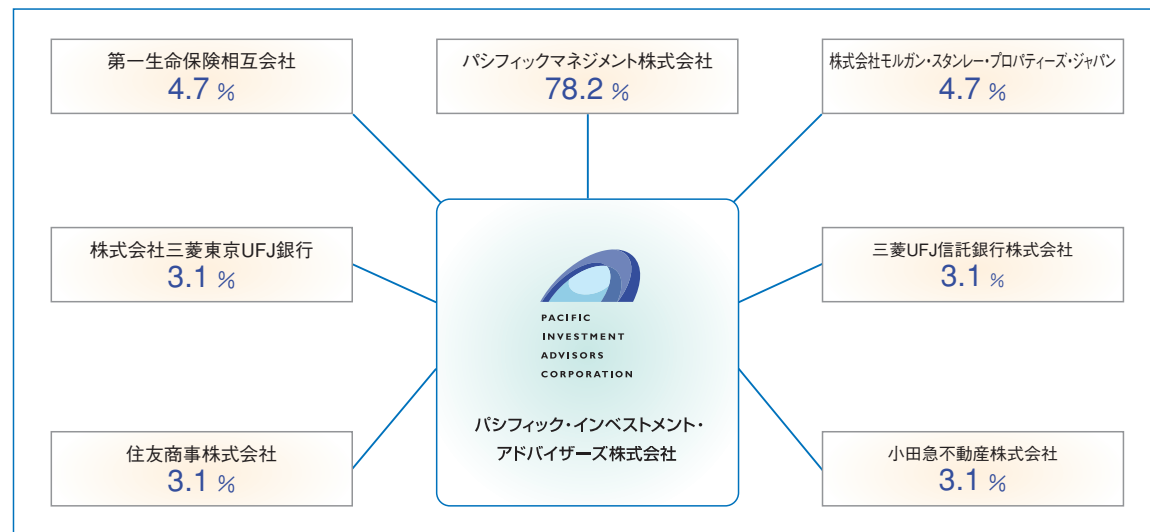 第一生命保険相互会社
4.7 %
パシフィックマネジメント株式会社
78.2 %
株式会社モルガン・スタンレー・プロパティーズ・ジャパン
4.7 %
株式会社三菱東京UFJ銀行
3.1 %
三菱UFJ信託銀行株式会社
3.1 %
PACIFIC
INVESTMENT
ADVISORS
CORPORATION
パシフィック・インベストメント・
アドバイザーズ株式会社
住友商事株式会社
3.1 %
小田急不動産株式会社
3.1 %